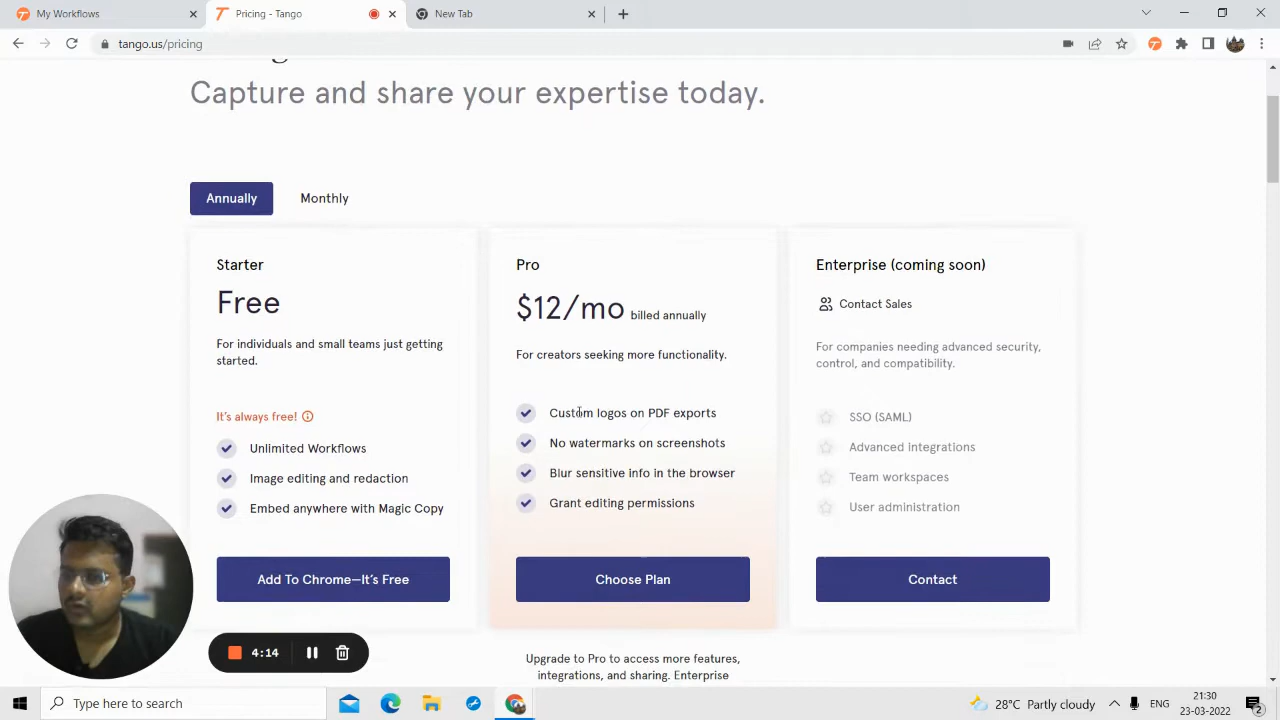 My Workflows
Pricing - Tango
New Tab
tango.us/pricing
Capture and share your expertise today.
Annually
Monthly
Starter
Free
For individuals and small teams just getting
started.
It's always free!
Unlimited Workflows
Image editing and redaction
Embed anywhere with Magic Copy
Add To Chrome—It's Free
Pro
$12/mo billed annually
For creators seeking more functionality.
Custom logos on PDF exports
No watermarks on screenshots
Blur sensitive info in the browser
Grant editing permissions
Choose Plan
Enterprise (coming soon)
Contact Sales
For companies needing advanced security,
control, and compatibility.
SSO (SAML)
Advanced integrations
Team workspaces
User administration
Contact
Upgrade to Pro to access more features,
integrations, and sharing. Enterprise
4:14
Type here to search
28°C Partly cloudy
ENG
21:30
23-03-2022
2